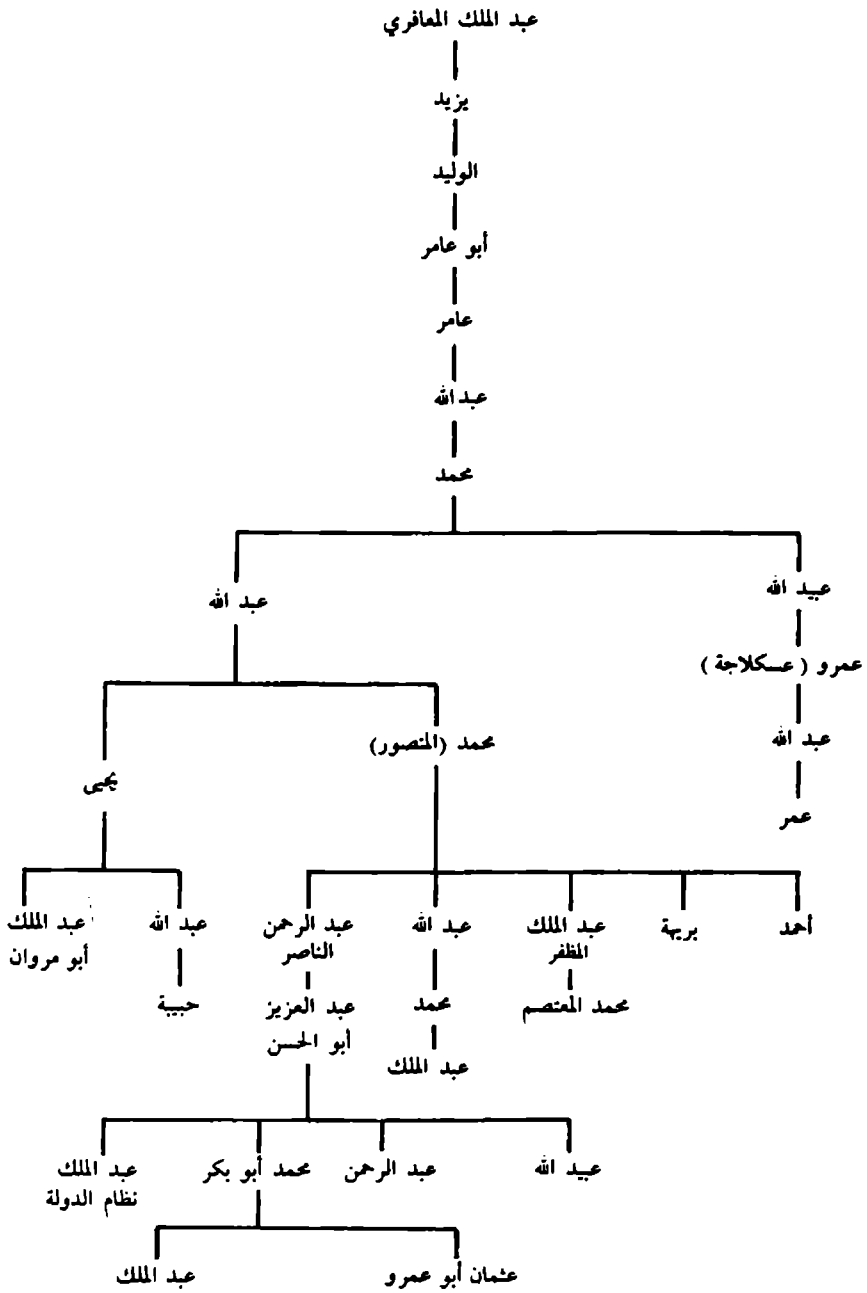 عبد الملك المعافري
يزيد
الوليد
أبو عامر
عامر
عبد الله
محمد
عبيد الله
عبد الله
عمرو (عسكلاجة)
محمد (المنصور)
عبد الله
يحيى
عمر
أحمد
بريهة
عبد الملك
المظفر
عبد الله
عبد الرحمن
الناصر
عبد الله
عبد الملك
أبو مروان
محمد المعتصم
محمد
عبد العزيز
أبو الحسن
حبيبة
عبد الملك
عبيد الله
عبد الرحمن
محمد أبو بكر
عبد الملك
نظام الدولة
عثمان أبو عمرو
عبد الملك